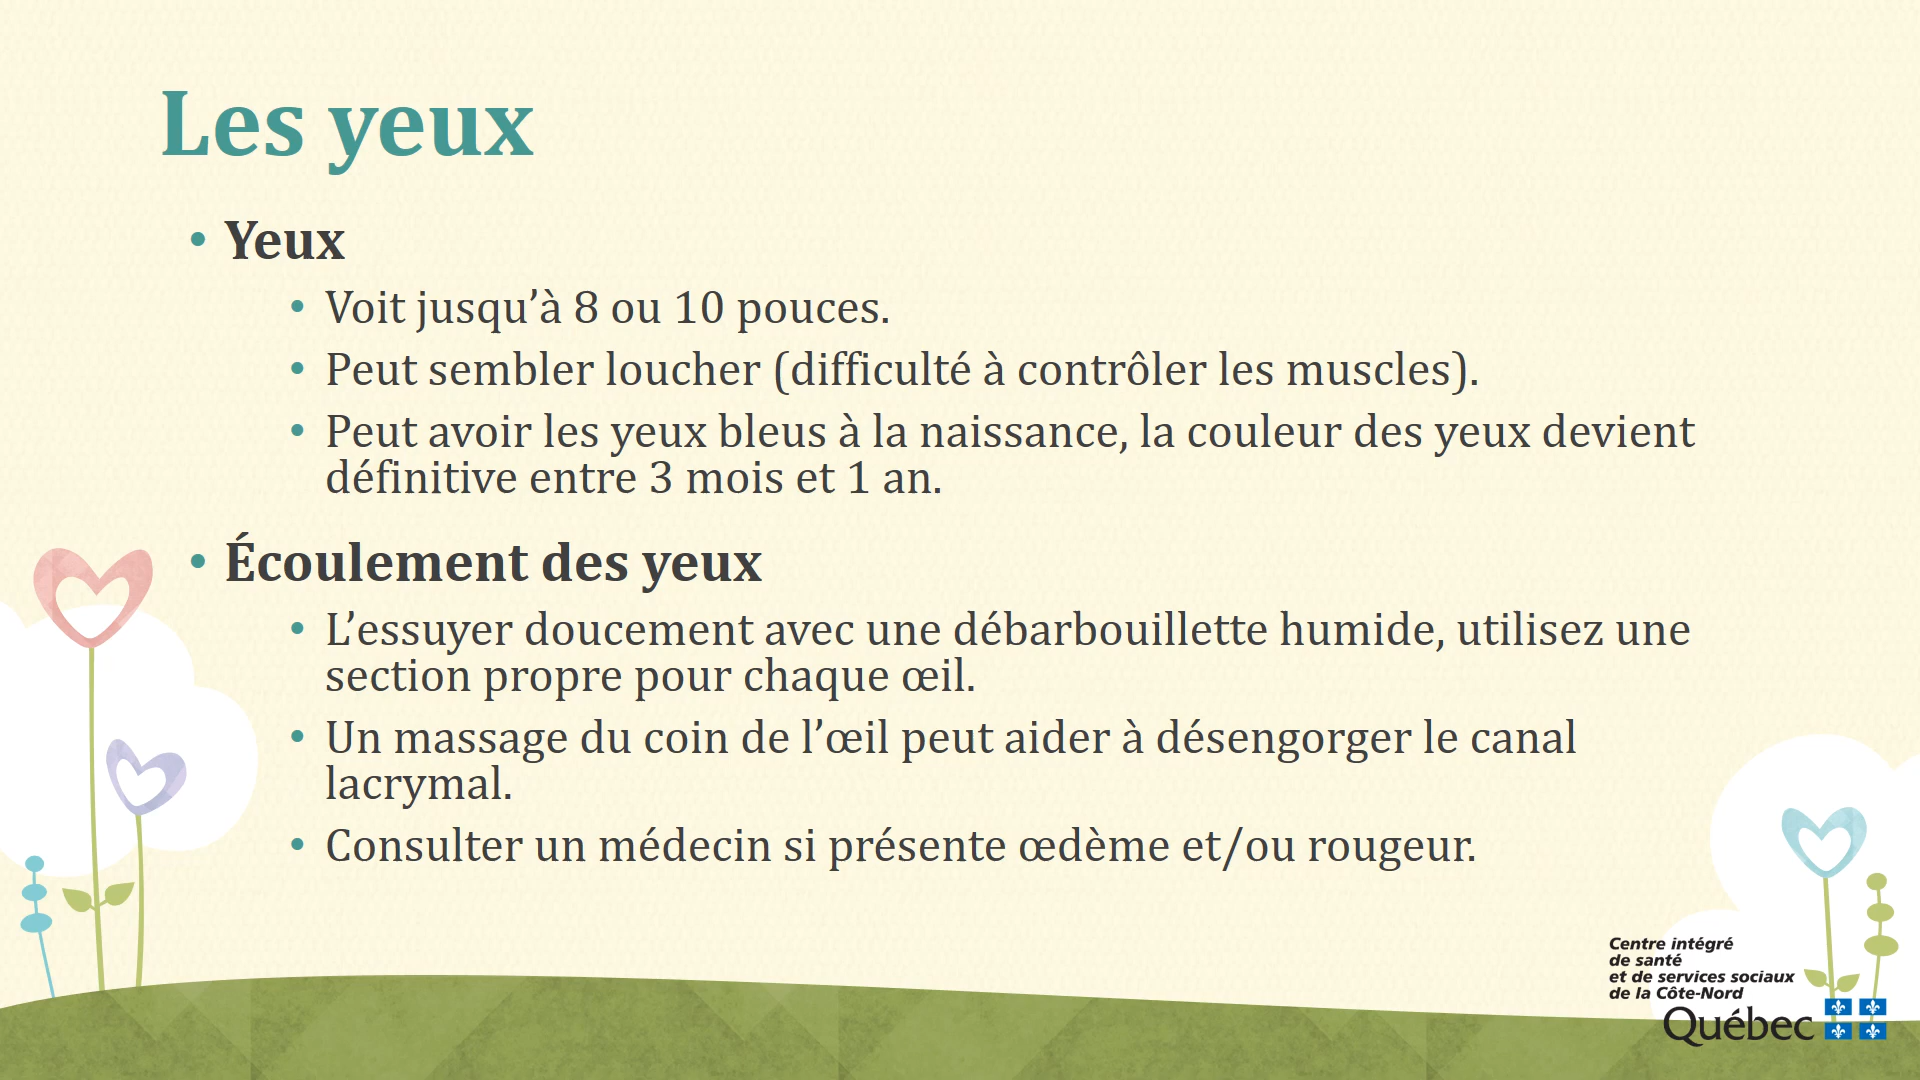 Les yeux
• Yeux
• Voit jusqu’à 8 ou 10 pouces.
• Peut sembler loucher (difficulté à contrôler les muscles).
• Peut avoir les yeux bleus à la naissance, la couleur des yeux devient
définitive entre 3 mois et 1 an.
• Écoulement des yeux
• L’essuyer doucement avec une débarbouillette humide, utilisez une
section propre pour chaque œil.
• Un massage du coin de l’œil peut aider à désengorger le canal
lacrymal.
• Consulter un médecin si présente œdème et/ou rougeur.
Centre intégré
de santé
et de services sociaux
de la Côte-Nord
Québec